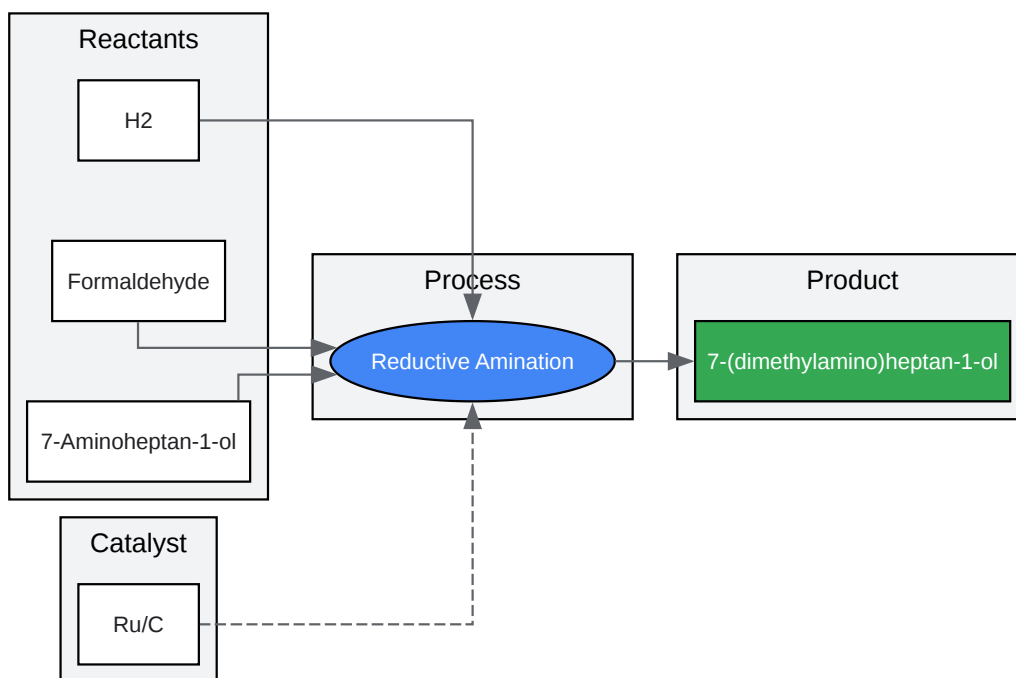 Reactants
H2
Formaldehyde
7-Aminoheptan-1-ol
Process
Reductive Amination
Product
7-(dimethylamino)heptan-1-ol
Catalyst
Ru/C